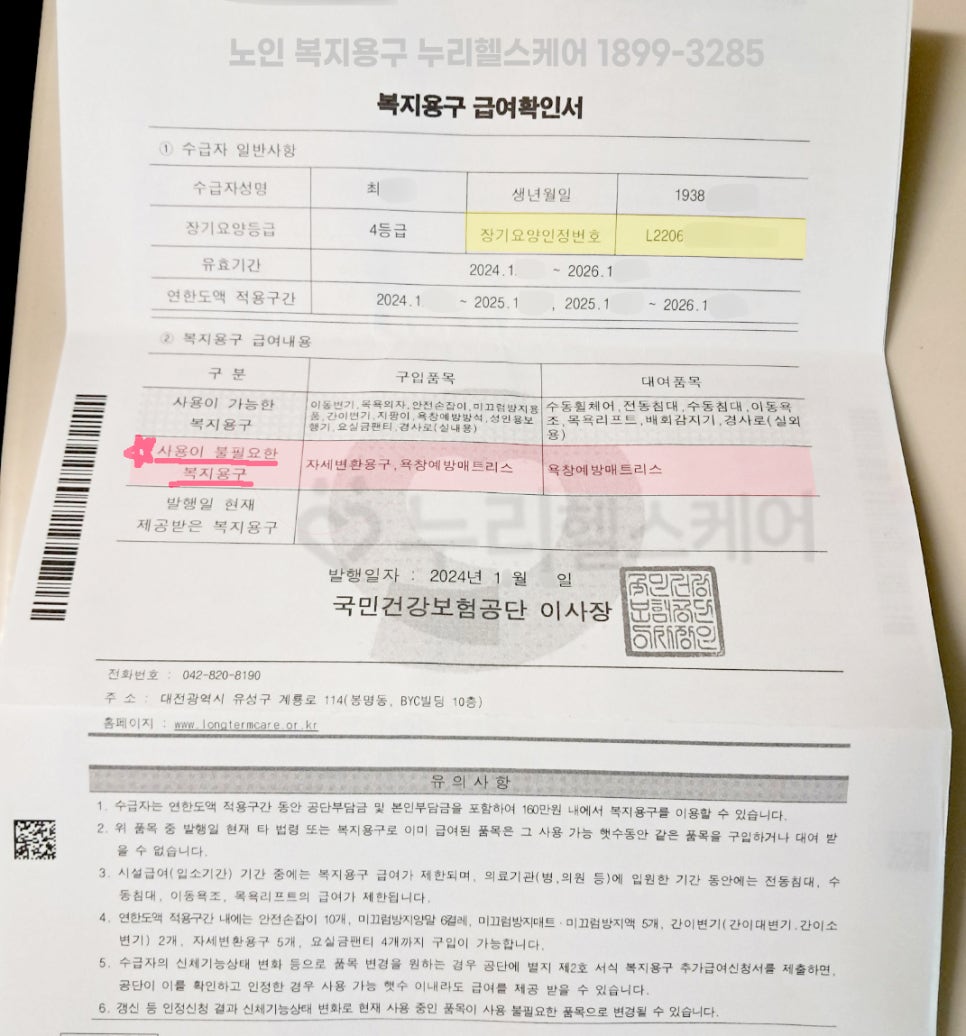 노인 복지용구 누리헬스케어 1899-3285
복지용구 급여확인서
① 수급자 일반사항
수급자성명 최 생년월일 1938
장기요양등급 4등급 장기요양인정번호 L2206
유효기간 2024.1 ~ 2026.1
연한도액 적용구간 2024.1 ~ 2025.1 , 2025.1 ~ 2026.1
② 복지용구 급여내용
구 분 구입품목 대여품목
사용이 가능한 복지용구
이동변기, 목욕의자, 안전손잡이, 미끄럼방지용
품, 간이변기, 지팡이, 욕창예방방석, 성인용보
행기, 요실금팬티, 경사로(실내용)
수동휠체어, 전동침대, 수동침대, 이동욕
조, 목욕리프트, 배회감지기, 경사로(실외
용)
사용이 불필요한
복지용구
자세변환용구, 욕창예방매트리스 욕창예방매트리스
발행일 현재
제공받은 복지용구
누리헬스케어
발행일자 : 2024년 1 월 일
국민건강보험공단 이사장
전화번호 : 042-820-8190
주 소 : 대전광역시 유성구 계룡로 114(봉명동, BYC빌딩 10층)
홈페이지 : www.longtermcare.or.kr
유 의 사 항
1. 수급자는 연한도액 적용구간 동안 공단부담금 및 본인부담금을 포함하여 160만원 내에서 복지용구를 이용할 수 있습니다.
2. 위 품목 중 발행일 현재 타 법령 또는 복지용구로 이미 급여된 품목은 그 사용 가능 햇수동안 같은 품목을 구입하거나 대여 받
을 수 없습니다.
3. 시설급여(입소기간) 기간 중에는 복지용구 급여가 제한되며, 의료기관(병,의원 등)에 입원한 기간 동안에는 전동침대, 수
동침대, 이동욕조, 목욕리프트의 급여가 제한됩니다.
4. 연한도액 적용구간 내에는 안전손잡이 10개, 미끄럼방지양말 6켤레, 미끄럼방지매트·미끄럼방지액 5개, 간이변기(간이대변기.간이소
변기) 2개, 자세변환용구 5개, 요실금팬티 4개까지 구입이 가능합니다.
5. 수급자의 신체기능상태 변화 등으로 품목 변경을 원하는 경우 공단에 별지 제2호 서식 복지용구 추가급여신청서를 제출하면,
공단이 이를 확인하고 인정한 경우 사용 가능 햇수 이내라도 급여를 제공 받을 수 있습니다.
6. 갱신 등 인정신청 결과 신체기능상태 변화로 현재 사용 중인 품목이 사용 불필요한 품목으로 변경될 수 있습니다.